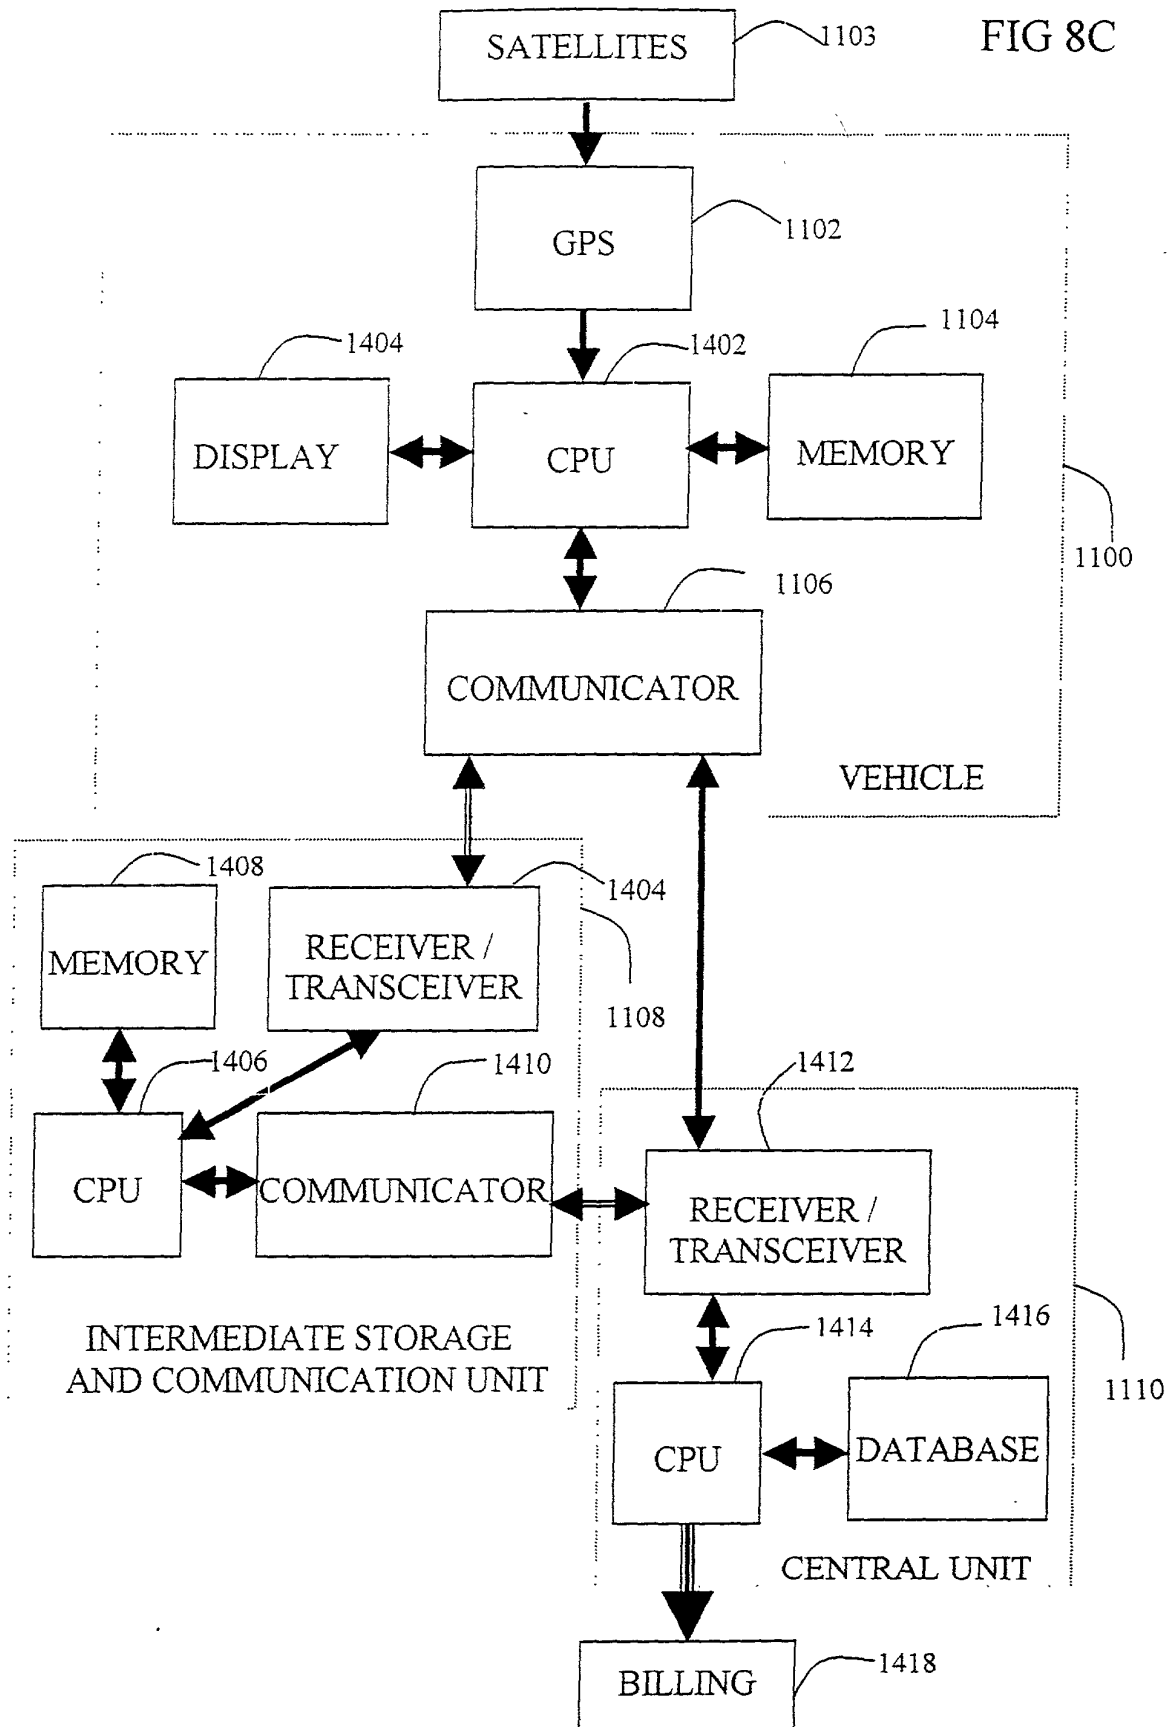 SATELLITES
1103
FIG 8C
GPS
1102
1404
1402
1104
DISPLAY
CPU
MEMORY
1100
1106
COMMUNICATOR
VEHICLE
1408
1404
MEMORY
RECEIVER /
TRANSCEIVER
1108
1406
1410
1412
CPU
COMMUNICATOR
RECEIVER /
TRANSCEIVER
INTERMEDIATE STORAGE
AND COMMUNICATION UNIT
1414
1416
1110
CPU
DATABASE
CENTRAL UNIT
BILLING
1418